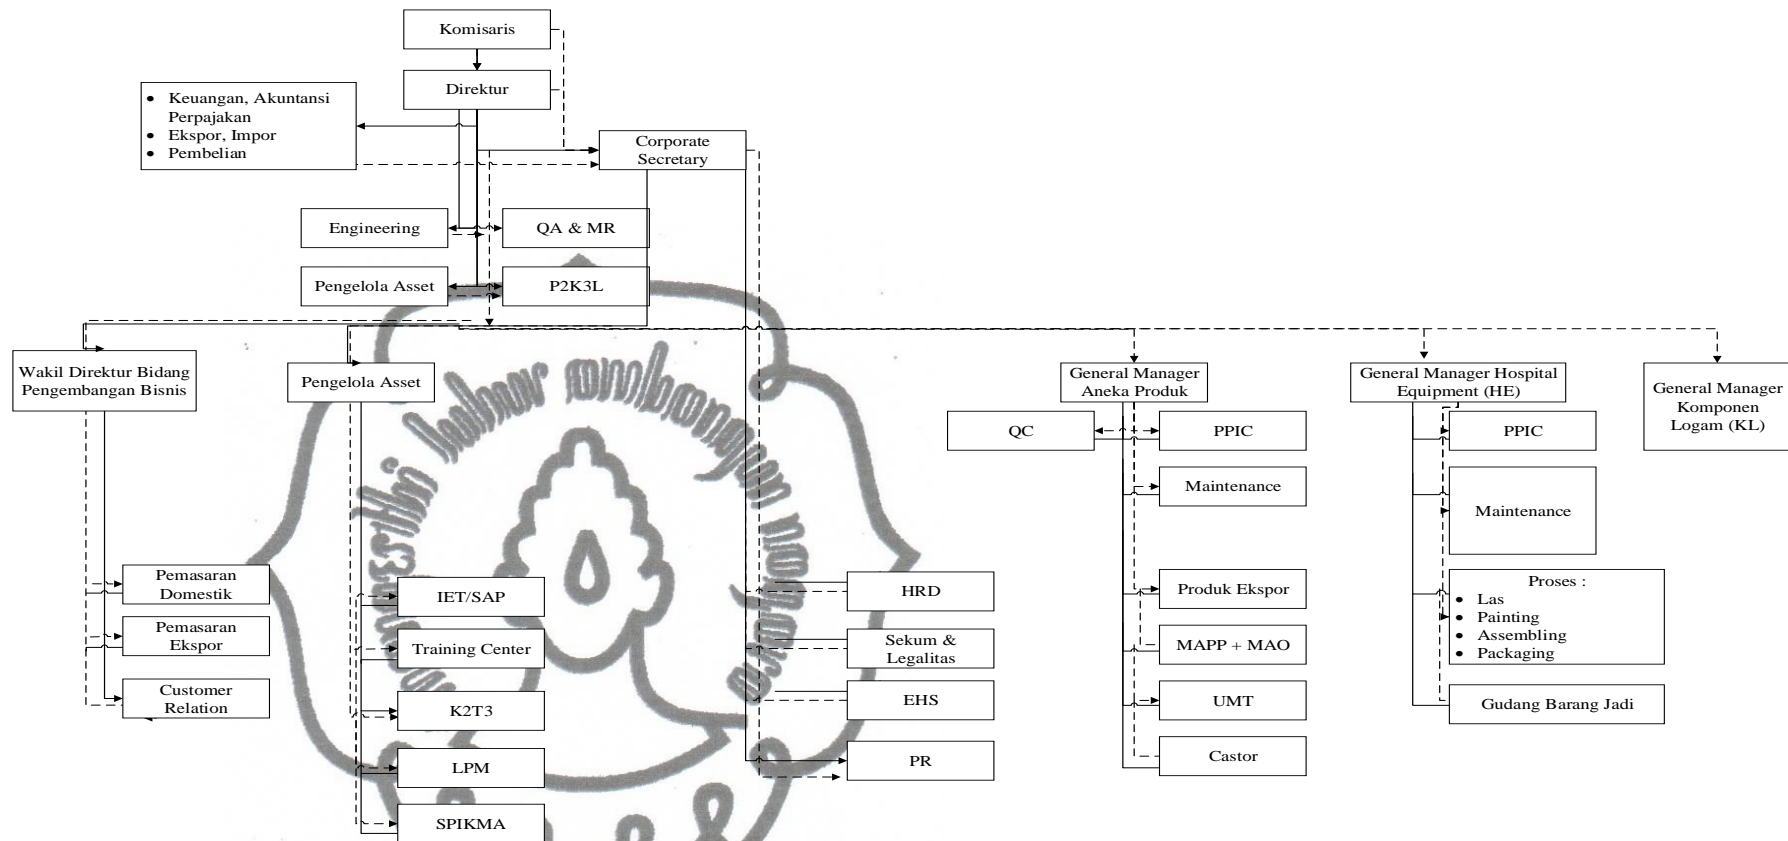 Komisaris
Direktur
• Keuangan, Akuntansi
Perpajakan
• Ekspor, Impor
• Pembelian
Corporate
Secretary
Engineering
QA & MR
Pengelola Asset
P2K3L
Wakil Direktur Bidang
Pengembangan Bisnis
Pengelola Asset
General Manager
Aneka Produk
General Manager Hospital
Equipment (HE)
General Manager
Komponen
Logam (KL)
QC
PPIC
PPIC
Maintenance
Maintenance
Pemasaran
Domestik
Pemasaran
Ekspor
Customer
Relation
IET/SAP
Training Center
K2T3
LPM
SPIKMA
HRD
Sekum &
Legalitas
EHS
PR
Produk Ekspor
MAPP + MAO
UMT
Castor
Proses :
• Las
• Painting
• Assembling
• Packaging
Gudang Barang Jadi